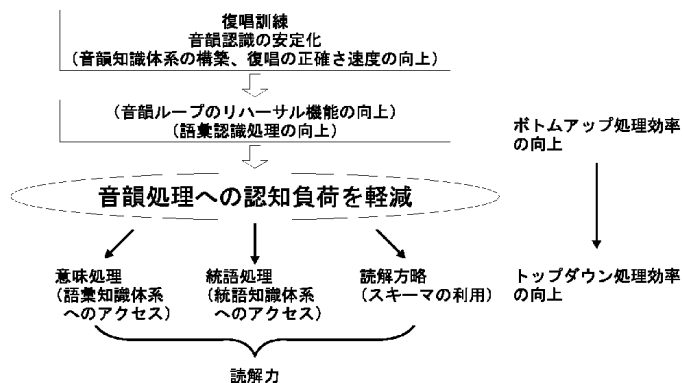 復唱訓練
音韻認識の安定化
(音韻知識体系の構築、復唱の正確さ速度の向上)
(音韻ループのリハーサル機能の向上)
(語彙認識処理の向上)
ボトムアップ処理効率
の向上
音韻処理への認知負荷を軽減
意味処理
(語彙知識体系
へのアクセス)
統語処理
(統語知識体系
へのアクセス)
読解方略
(スキーマの利用)
トップダウン処理効率
の向上
読解力